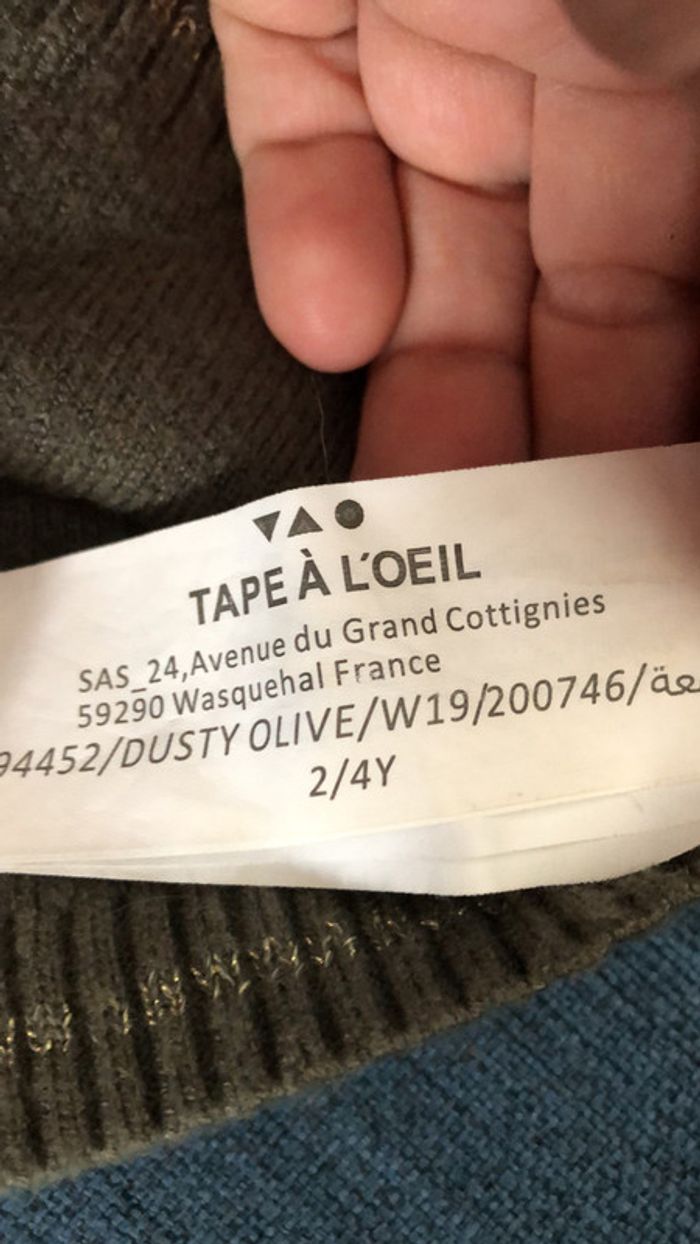 TAPE À L'OEIL
SAS_24,Avenue du Grand Cottignies
59290 Wasquehal France
94452/DUSTY OLIVE/W19/200746/
2/4Y